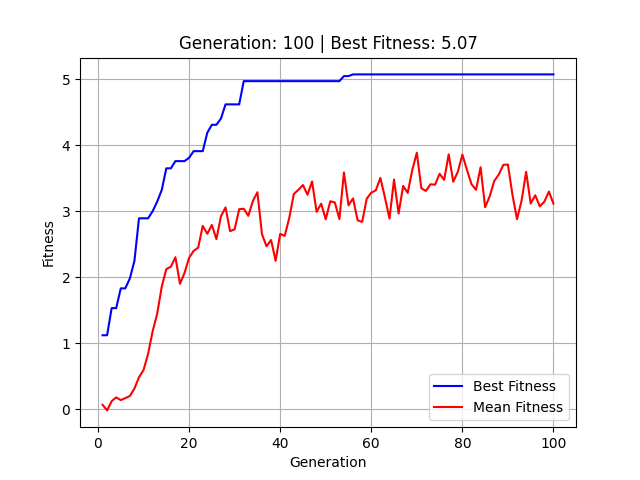 Generation: 100 | Best Fitness: 5.07
5
4
3
2
1
0
Fitness
0 20 40 60 80 100
Generation
Best Fitness
Mean Fitness